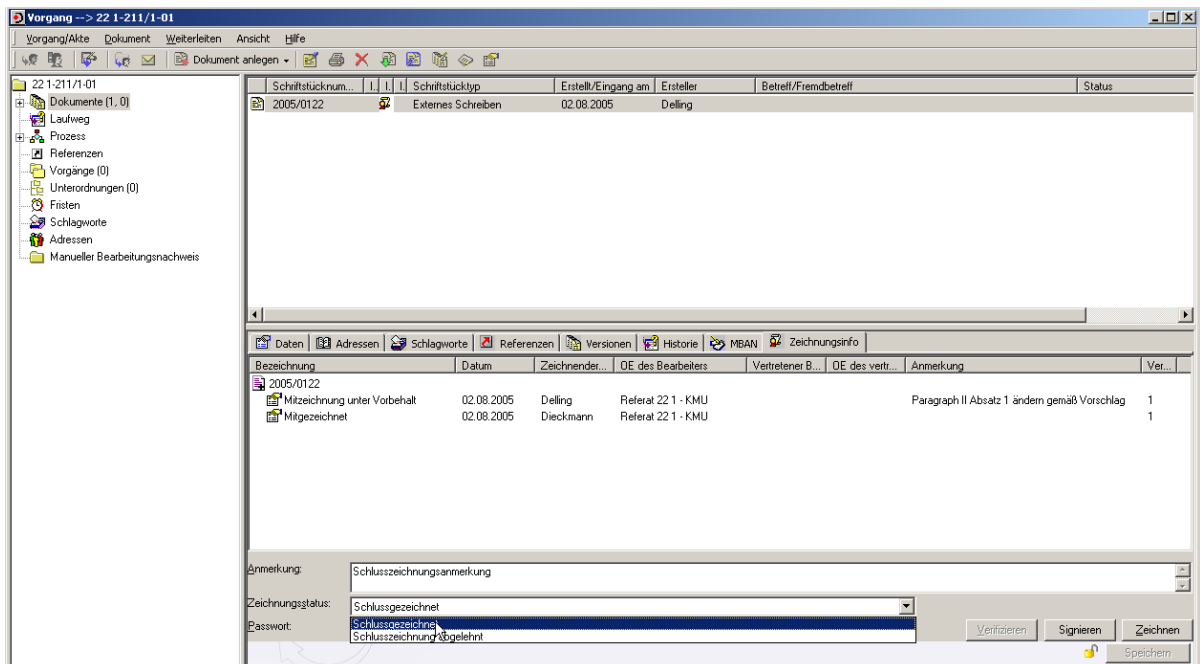 Vorgang --> 22 1-211/1-01
Vorgang/Akte Dokument Weiterleiten Ansicht Hilfe
Dokument anlegen
22 1-211/1-01
Dokumente (1, 0)
Laufweg
Prozess
Referenzen
Vorgänge (0)
Unterordnungen (0)
Fristen
Schlagworte
Adressen
Manueller Bearbeitungsnachweis
Schriftstücknum... I.. I.. I.. Schriftstücktyp Erstellt/Eingang am Ersteller Betreff/Fremdbetreff Status
2005/0122 Externes Schreiben 02.08.2005 Delling
Daten Adressen Schlagworte Referenzen Versionen Historie MBAN Zeichnungsinfo
Bezeichnung Datum Zeichnender... OE des Bearbeiters Vertretener B... OE des vertr... Anmerkung Ver...
2005/0122
Mitzeichnung unter Vorbehalt 02.08.2005 Delling Referat 22 1 - KMU Paragraph II Absatz 1 ändern gemäß Vorschlag 1
Mitgezeichnet 02.08.2005 Dieckmann Referat 22 1 - KMU 1
Anmerkung: Schlusszeichnungsanmerkung
Zeichnungsstatus: Schlussgezeichnet
Passwort: Schlussgezeichnet
Schlusszeichnung abgelehnt
Verifizieren Signieren Zeichnen
Speichern